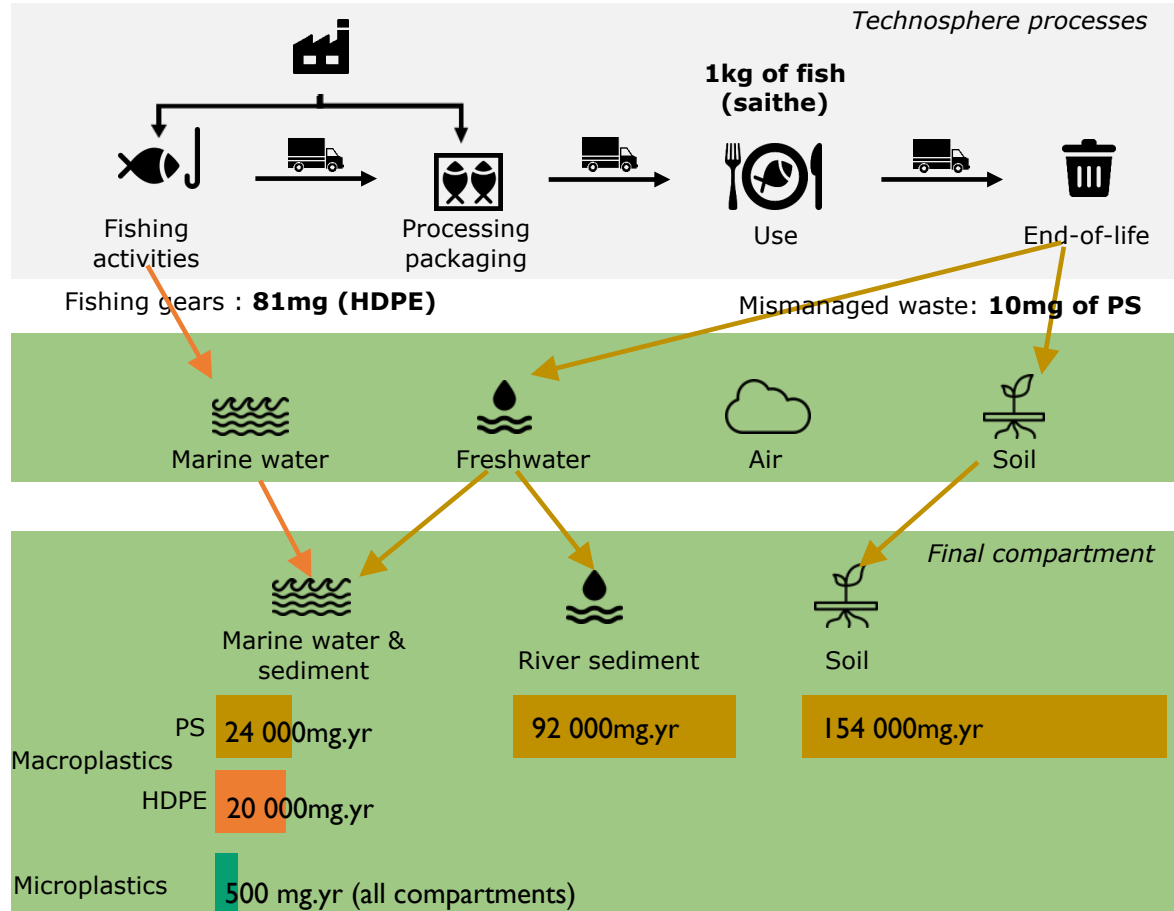 Technosphere processes
1kg of fish
(saithe)
Fishing
activities
Processing
packaging
Use
End-of-life
Fishing gears : 81mg (HDPE)
Mismanaged waste: 10mg of PS
Marine water
Freshwater
Air
Soil
Final compartment
Marine water &
sediment
River sediment
Soil
Macroplastics
PS
24 000mg.yr
92 000mg.yr
154 000mg.yr
HDPE
20 000mg.yr
Microplastics
500 mg.yr (all compartments)